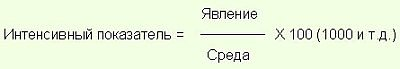 Явление
Интенсивный показатель = Х 100 (1000 и т.д.)
Среда